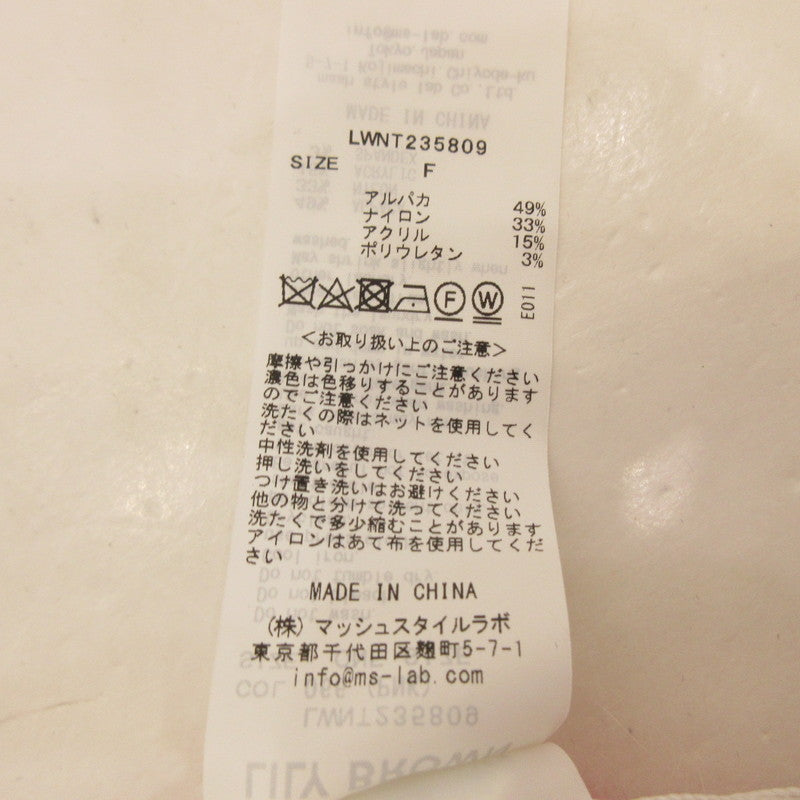 LWNT235809
SIZE F
アルパカ 49%
ナイロン 33%
アクリル 15%
ポリウレタン 3%
F W E011
<お取り扱い上のご注意>
摩擦や引っかけにご注意ください
濃色は色移りすることがあります
のでご注意ください
洗たくの際はネットを使用してく
ださい
中性洗剤を使用してください
押し洗いをしてください
つけ置き洗いはお避けください
他の物と分けて洗ってください
洗たくで多少縮むことがあります
アイロンはあて布を使用してくだ
さい
MADE IN CHINA
(株) マッシュスタイルラボ
東京都千代田区麹町5-7-1
info@ms-lab.com